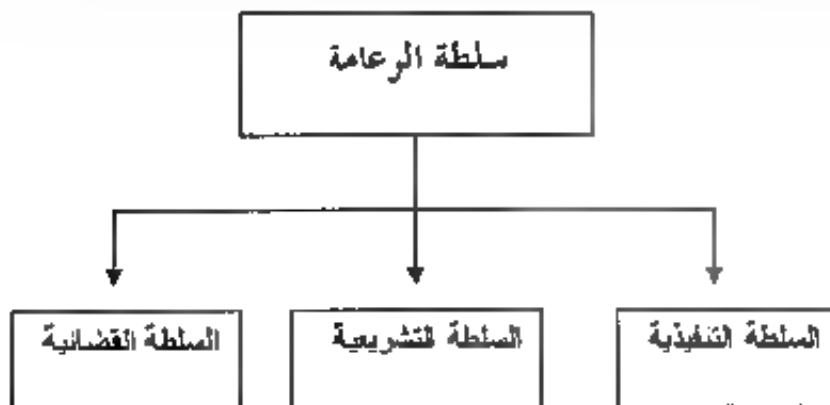 سلطة الزعامة
السلطة التنفيذية
السلطة التشريعية
السلطة القضائية